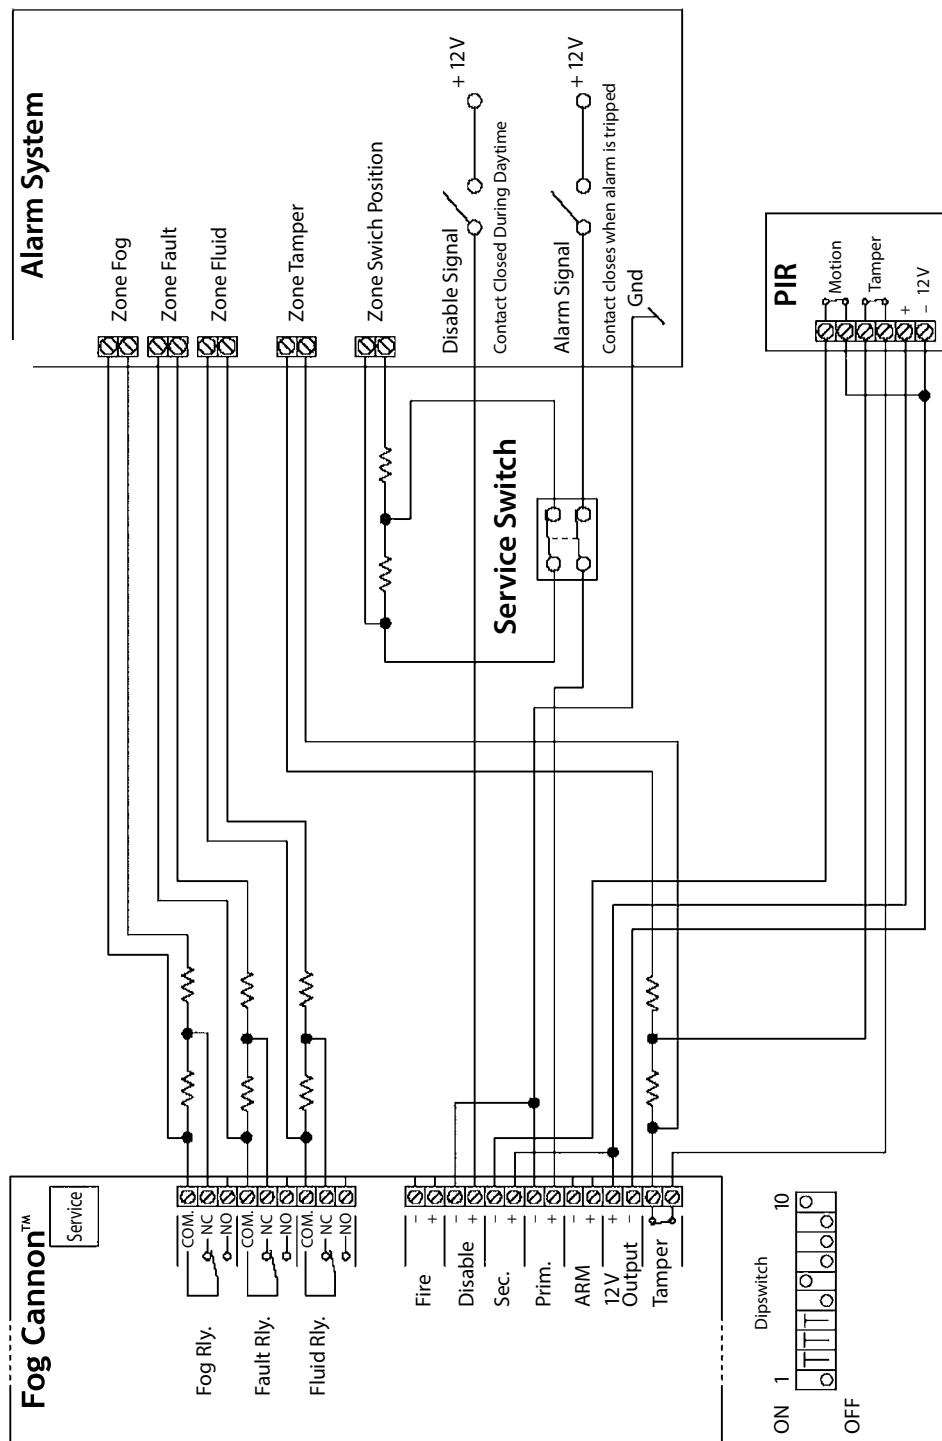 Alarm System
Zone Fog
Zone Fault
Zone Fluid
Zone Tamper
Zone Swich Position
Disable Signal
+ 12V
Contact Closed During Daytime
Alarm Signal
+ 12V
Contact closes when alarm is tripped
Gnd
Service Switch
PIR
Motion
Tamper
+
– 12V
Fog Cannon™
Service
Fog Rly.
COM.
NC
NO
Fault Rly.
COM.
NC
NO
Fluid Rly.
COM.
NC
NO
Fire
–
+
Disable
–
+
Sec.
–
+
Prim.
–
+
ARM
–
+
12V
Output
+
–
Tamper
Dipswitch
ON
1
10
T
T
T
OFF